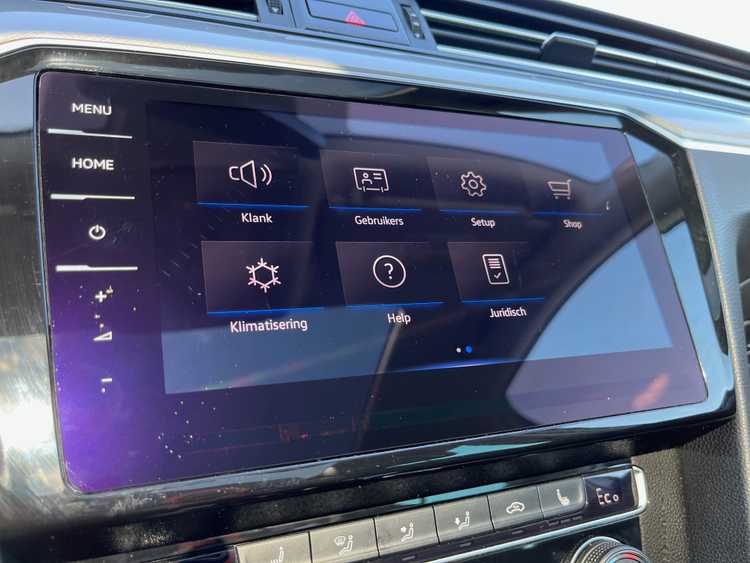 MENU
HOME
Klank
Gebruikers
Setup
Shop
Klimatisering
Help
Juridisch
Eco